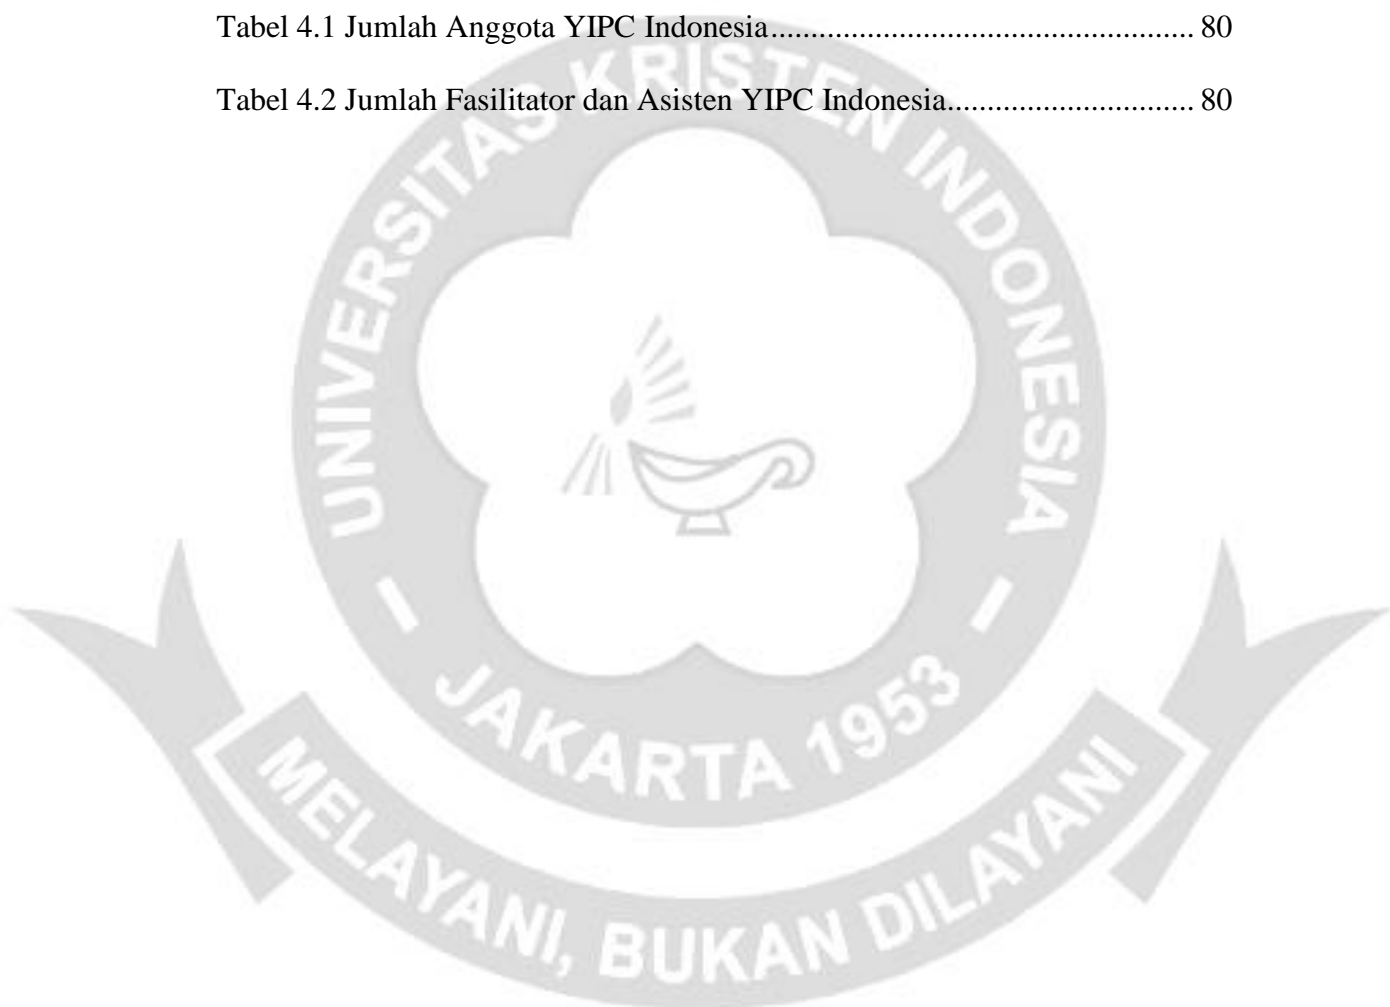 Tabel 4.1 Jumlah Anggota YIPC Indonesia..................................................... 80
Tabel 4.2 Jumlah Fasilitator dan Asisten YIPC Indonesia............................... 80
UNIVERSITAS KRISTEN INDONESIA
- JAKARTA 1953 -
MELAYANI, BUKAN DILAYANI